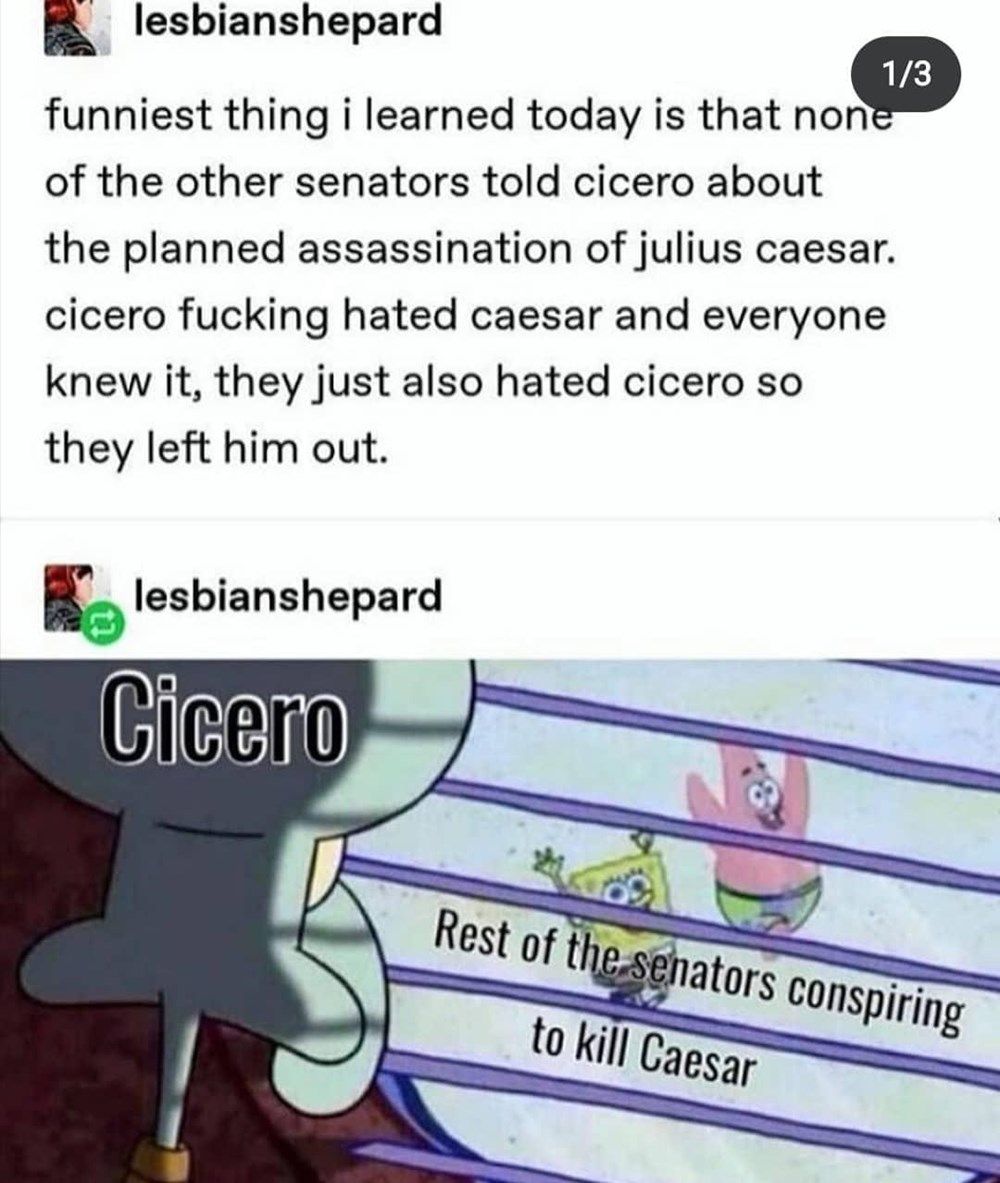 lesbianshepard
1/3
funniest thing i learned today is that none
of the other senators told cicero about
the planned assassination of julius caesar.
cicero fucking hated caesar and everyone
knew it, they just also hated cicero so
they left him out.
lesbianshepard
Cicero
Rest of the senators conspiring
to kill Caesar